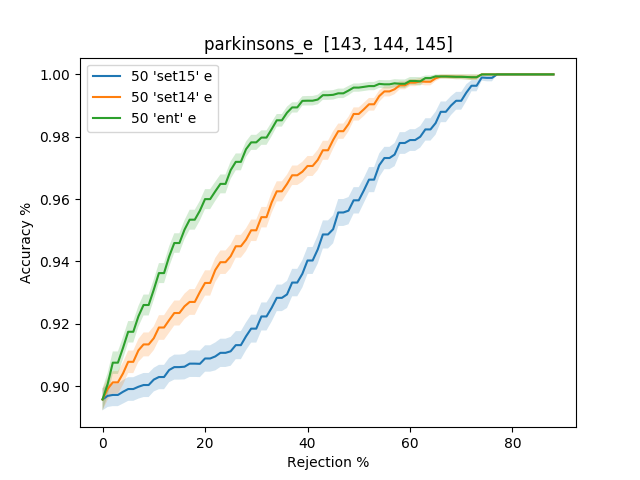 parkinsons_e  [143, 144, 145]
50 'set15' e
50 'set14' e
50 'ent' e
Accuracy %
1.00
0.98
0.96
0.94
0.92
0.90
0 20 40 60 80
Rejection %